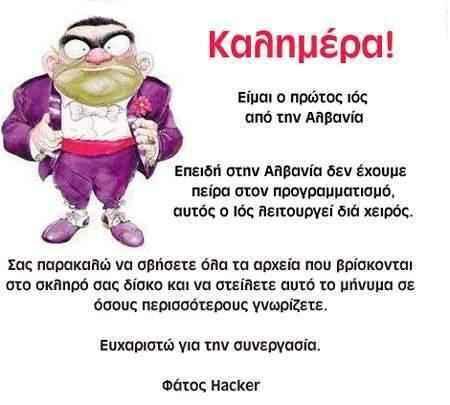 Καλημέρα!
Είμαι ο πρώτος ιός
από την Αλβανία
Επειδή στην Αλβανία δεν έχουμε
πείρα στον προγραμματισμό,
αυτός ο Ιός λειτουργεί διά χειρός.
Σας παρακαλώ να σβήσετε όλα τα αρχεία που βρίσκονται
στο σκληρό σας δίσκο και να στείλετε αυτό το μήνυμα σε
όσους περισσότερους γνωρίζετε.
Ευχαριστώ για την συνεργασία.
Φάτος Hacker